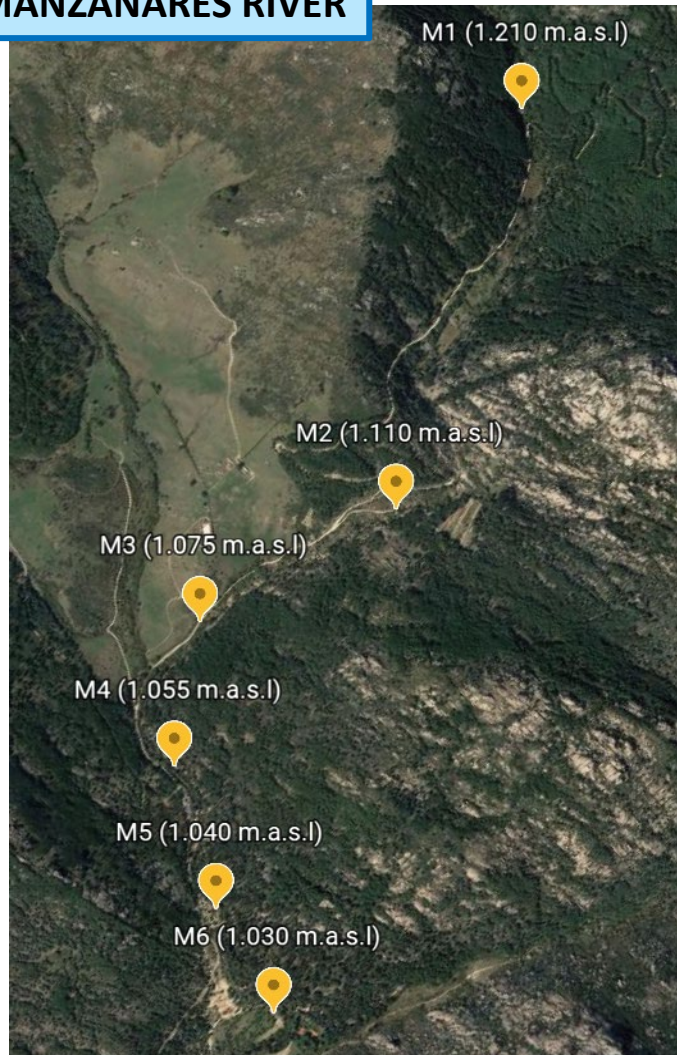 MANZANARES RIVER
M1 (1.210 m.a.s.l)
M2 (1.110 m.a.s.l)
M3 (1.075 m.a.s.l)
M4 (1.055 m.a.s.l)
M5 (1.040 m.a.s.l)
M6 (1.030 m.a.s.l)